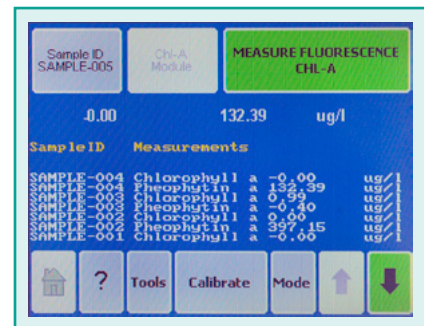 Sample ID
SAMPLE-005
Chl-A
Module
MEASURE FLUORESCENCE
CHL-A
-0.00 132.39 ug/l
SampleID Measurements
SAMPLE-004 Chlorophyll a -0.00 ug/l
SAMPLE-004 Pheophytin a 132.39 ug/l
SAMPLE-003 Chlorophyll a 0.99 ug/l
SAMPLE-003 Pheophytin a -0.40 ug/l
SAMPLE-002 Chlorophyll a 0.00 ug/l
SAMPLE-002 Pheophytin a 397.15 ug/l
SAMPLE-001 Chlorophyll a -0.00 ug/l
? Tools Calibrate Mode